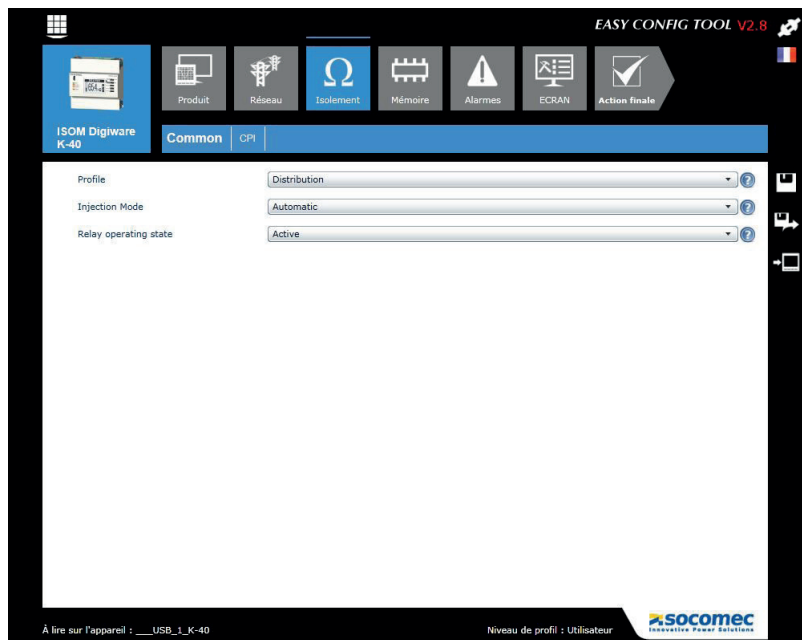 EASY CONFIG TOOL V2.8
Produit
Réseau
Isolement
Mémoire
Alarmes
ECRAN
Action finale
ISOM Digiware
K-40
Common
CPI
Profile
Distribution
Injection Mode
Automatic
Relay operating state
Active
À lire sur l'appareil : ___USB_1_K-40
Niveau de profil : Utilisateur
socomec
Innovative Power Solutions